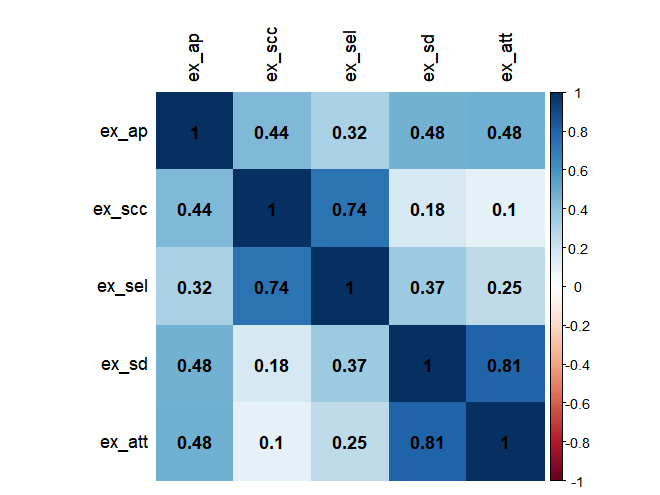 ex_ap ex_scc ex_sel ex_sd ex_att
ex_ap 1 0.44 0.32 0.48 0.48
ex_scc 0.44 1 0.74 0.18 0.1
ex_sel 0.32 0.74 1 0.37 0.25
ex_sd 0.48 0.18 0.37 1 0.81
ex_att 0.48 0.1 0.25 0.81 1
1
0.8
0.6
0.4
0.2
0
-0.2
-0.4
-0.6
-0.8
-1